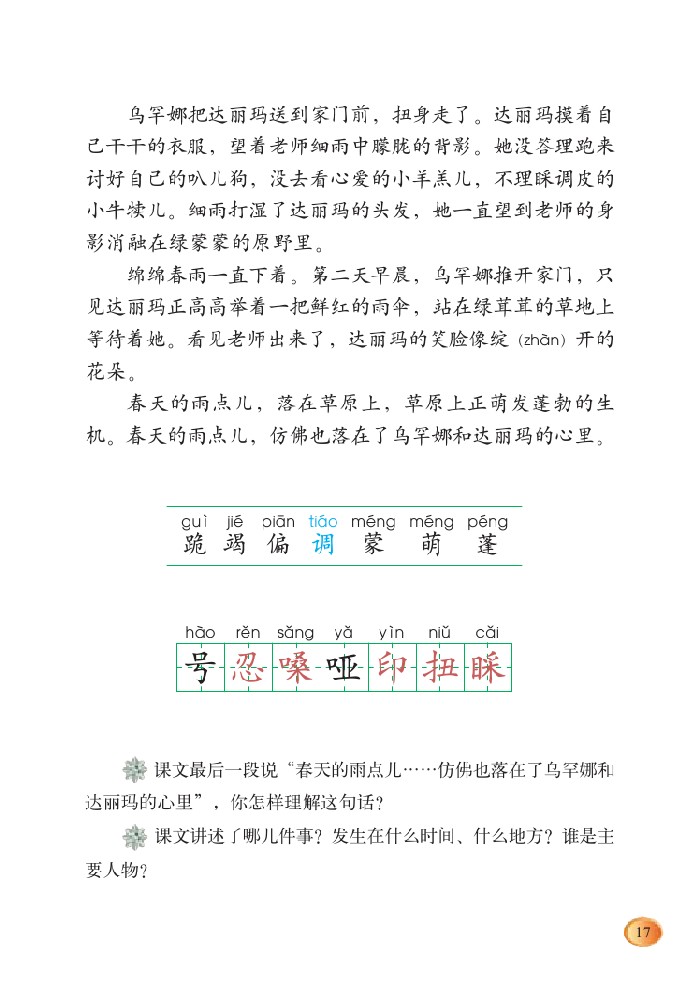 乌罕娜把达丽玛送到家门前，扭身走了。达丽玛摸着自
己干干的衣服，望着老师细雨中朦胧的背影。她没答理跑来
讨好自己的叭儿狗，没去看心爱的小羊羔儿，不理睬调皮的
小牛犊儿。细雨打湿了达丽玛的头发，她一直望到老师的身
影消融在绿蒙蒙的原野里。
绵绵春雨一直下着。第二天早晨，乌罕娜推开家门，只
见达丽玛正高高举着一把鲜红的雨伞，站在绿茸茸的草地上
等待着她。看见老师出来了，达丽玛的笑脸像绽（zhàn）开的
花朵。
春天的雨点儿，落在草原上，草原上正萌发蓬勃的生
机。春天的雨点儿，仿佛也落在了乌罕娜和达丽玛的心里。
guì jié piān tiáo méng méng péng
跪 竭 偏 调 蒙 萌 蓬
hào rěn sǎng yǎ yìn niǔ cǎi
号 忍 嗓 哑 印 扭 睬
课文最后一段说“春天的雨点儿……仿佛也落在了乌罕娜和
达丽玛的心里”，你怎样理解这句话？
课文讲述了哪儿件事？发生在什么时间、什么地方？谁是主
要人物？
17